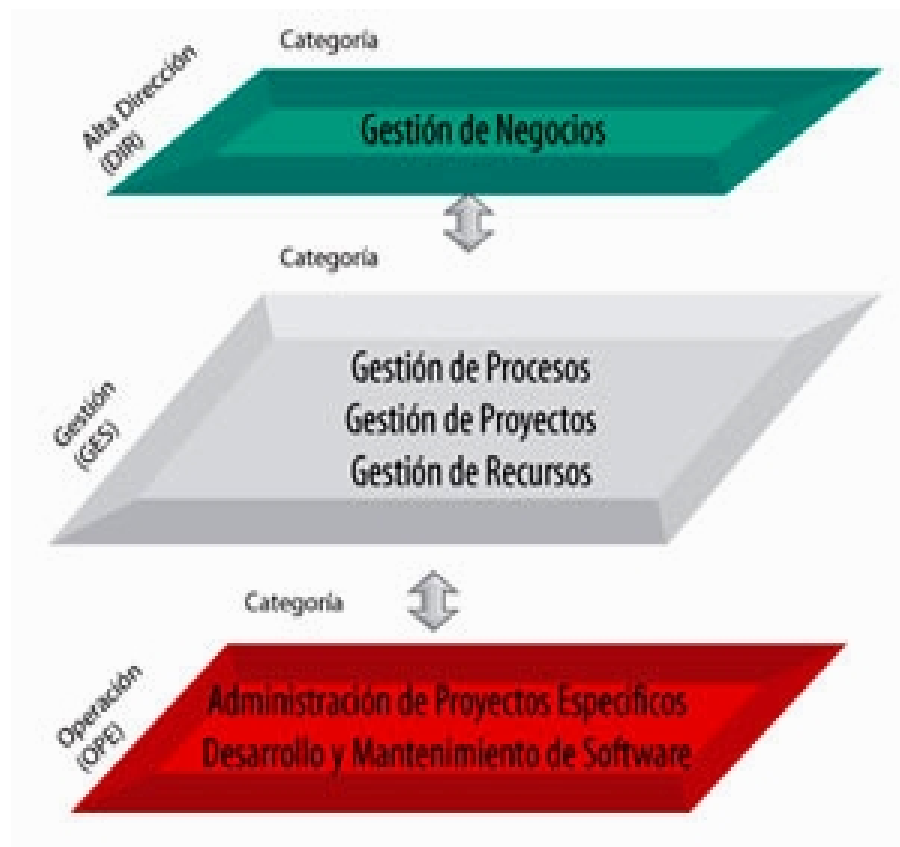 Categoría
Alta Dirección
(DIR)
Gestión de Negocios
Categoría
Gestión
(GES)
Gestión de Procesos
Gestión de Proyectos
Gestión de Recursos
Categoría
Operación
(OPE)
Administración de Proyectos Específicos
Desarrollo y Mantenimiento de Software